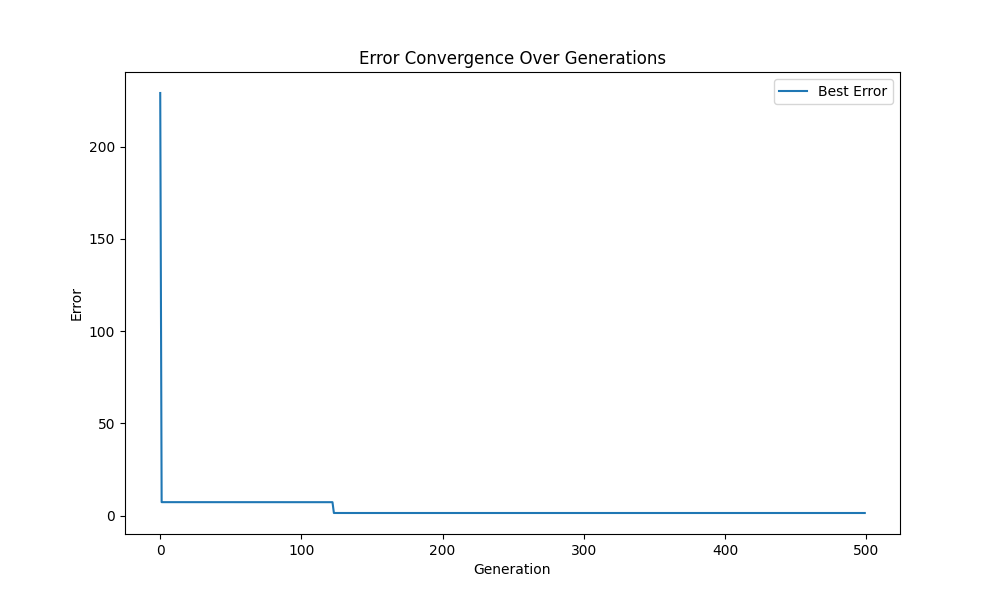 Error Convergence Over Generations
Best Error
200
150
100
50
0
Error
0 100 200 300 400 500
Generation